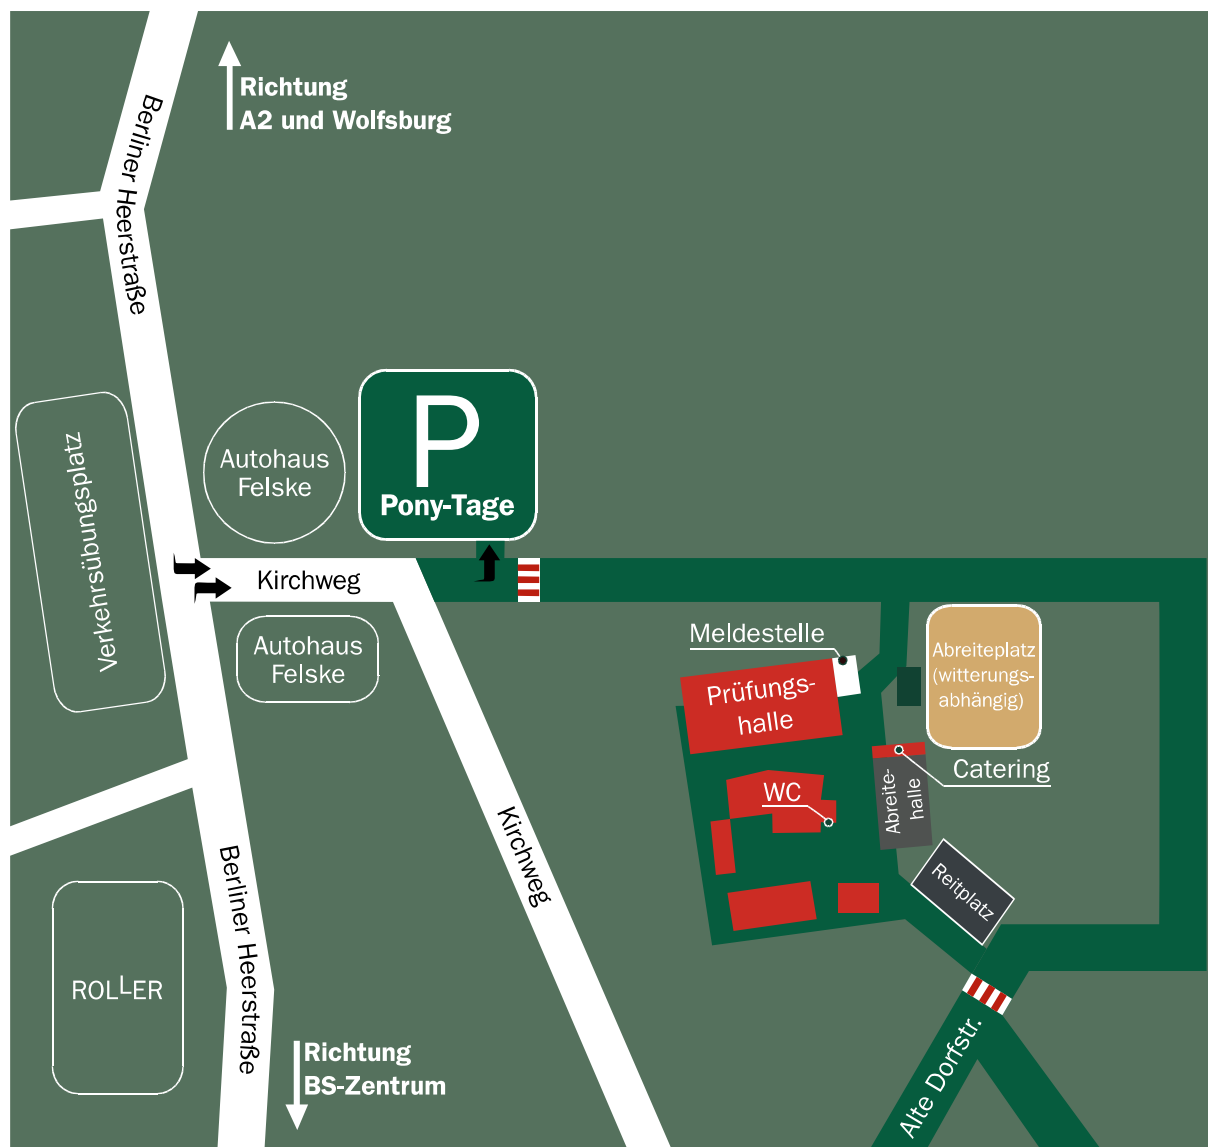 Richtung
A2 und Wolfsburg
Berliner Heerstraße
Verkehrsübungsplatz
Autohaus
Felske
P
Pony-Tage
Kirchweg
Autohaus
Felske
Meldestelle
Prüfungs-
halle
Abreiteplatz
(witterungs-
abhängig)
Catering
WC
Abreite-
halle
Reitplatz
Kirchweg
Berliner Heerstraße
ROLLER
Richtung
BS-Zentrum
Alte Dorfstr.